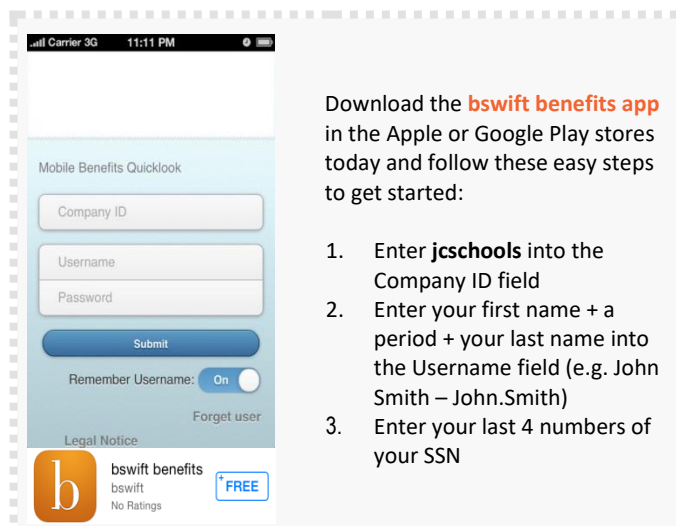 .ııll Carrier 3G 11:11 PM
Mobile Benefits Quicklook
Company ID
Username
Password
Submit
Remember Username: On
Forget user
Legal Notice
b
bswift benefits
bswift
No Ratings
+FREE
Download the bswift benefits app
in the Apple or Google Play stores
today and follow these easy steps
to get started:
1. Enter jcschools into the
Company ID field
2. Enter your first name + a
period + your last name into
the Username field (e.g. John
Smith – John.Smith)
3. Enter your last 4 numbers of
your SSN